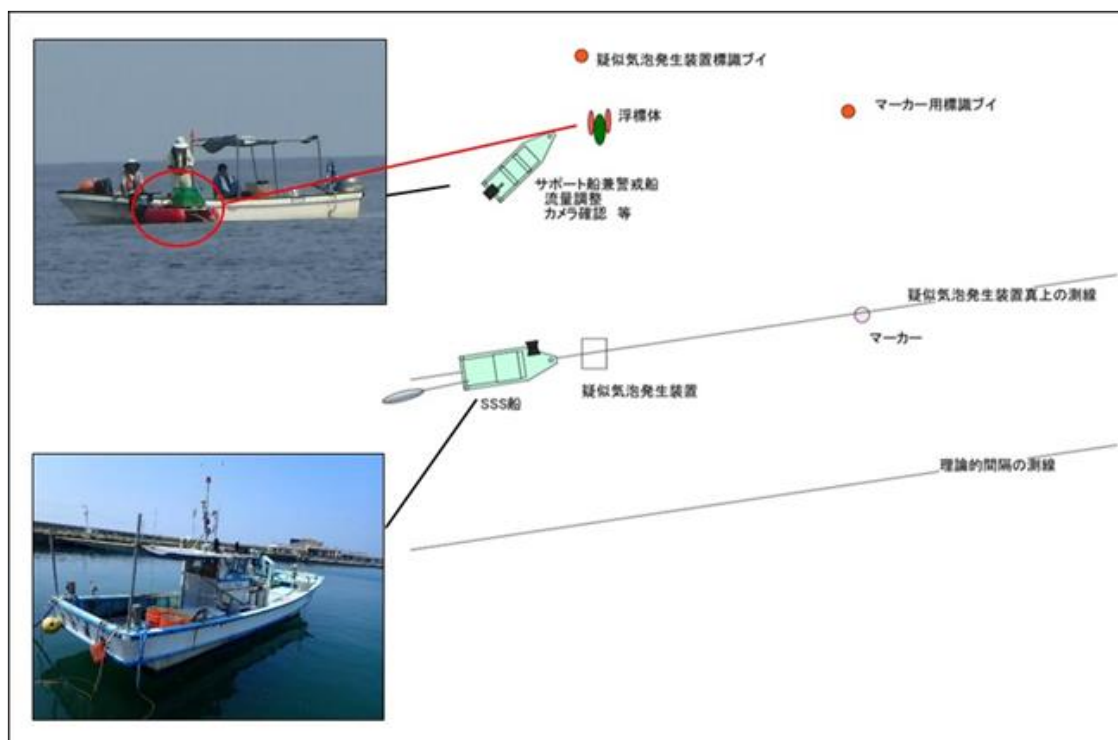 疑似気泡発生装置標識ブイ
マーカー用標識ブイ
浮標体
サポート船兼警戒船
流量調整
カメラ確認　等
疑似気泡発生装置真上の測線
マーカー
疑似気泡発生装置
SSS船
理論的間隔の測線